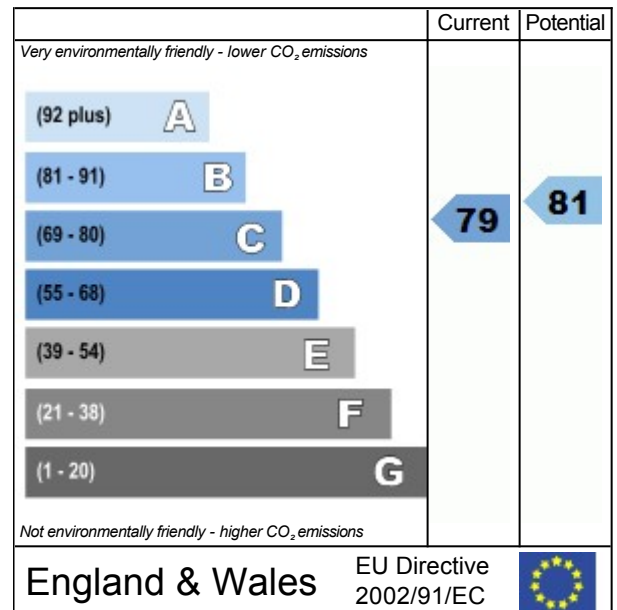 Current Potential
Very environmentally friendly - lower CO₂ emissions
(92 plus) A
(81 - 91) B
(69 - 80) C
(55 - 68) D
(39 - 54) E
(21 - 38) F
(1 - 20) G
79
81
Not environmentally friendly - higher CO₂ emissions
England & Wales
EU Directive
2002/91/EC